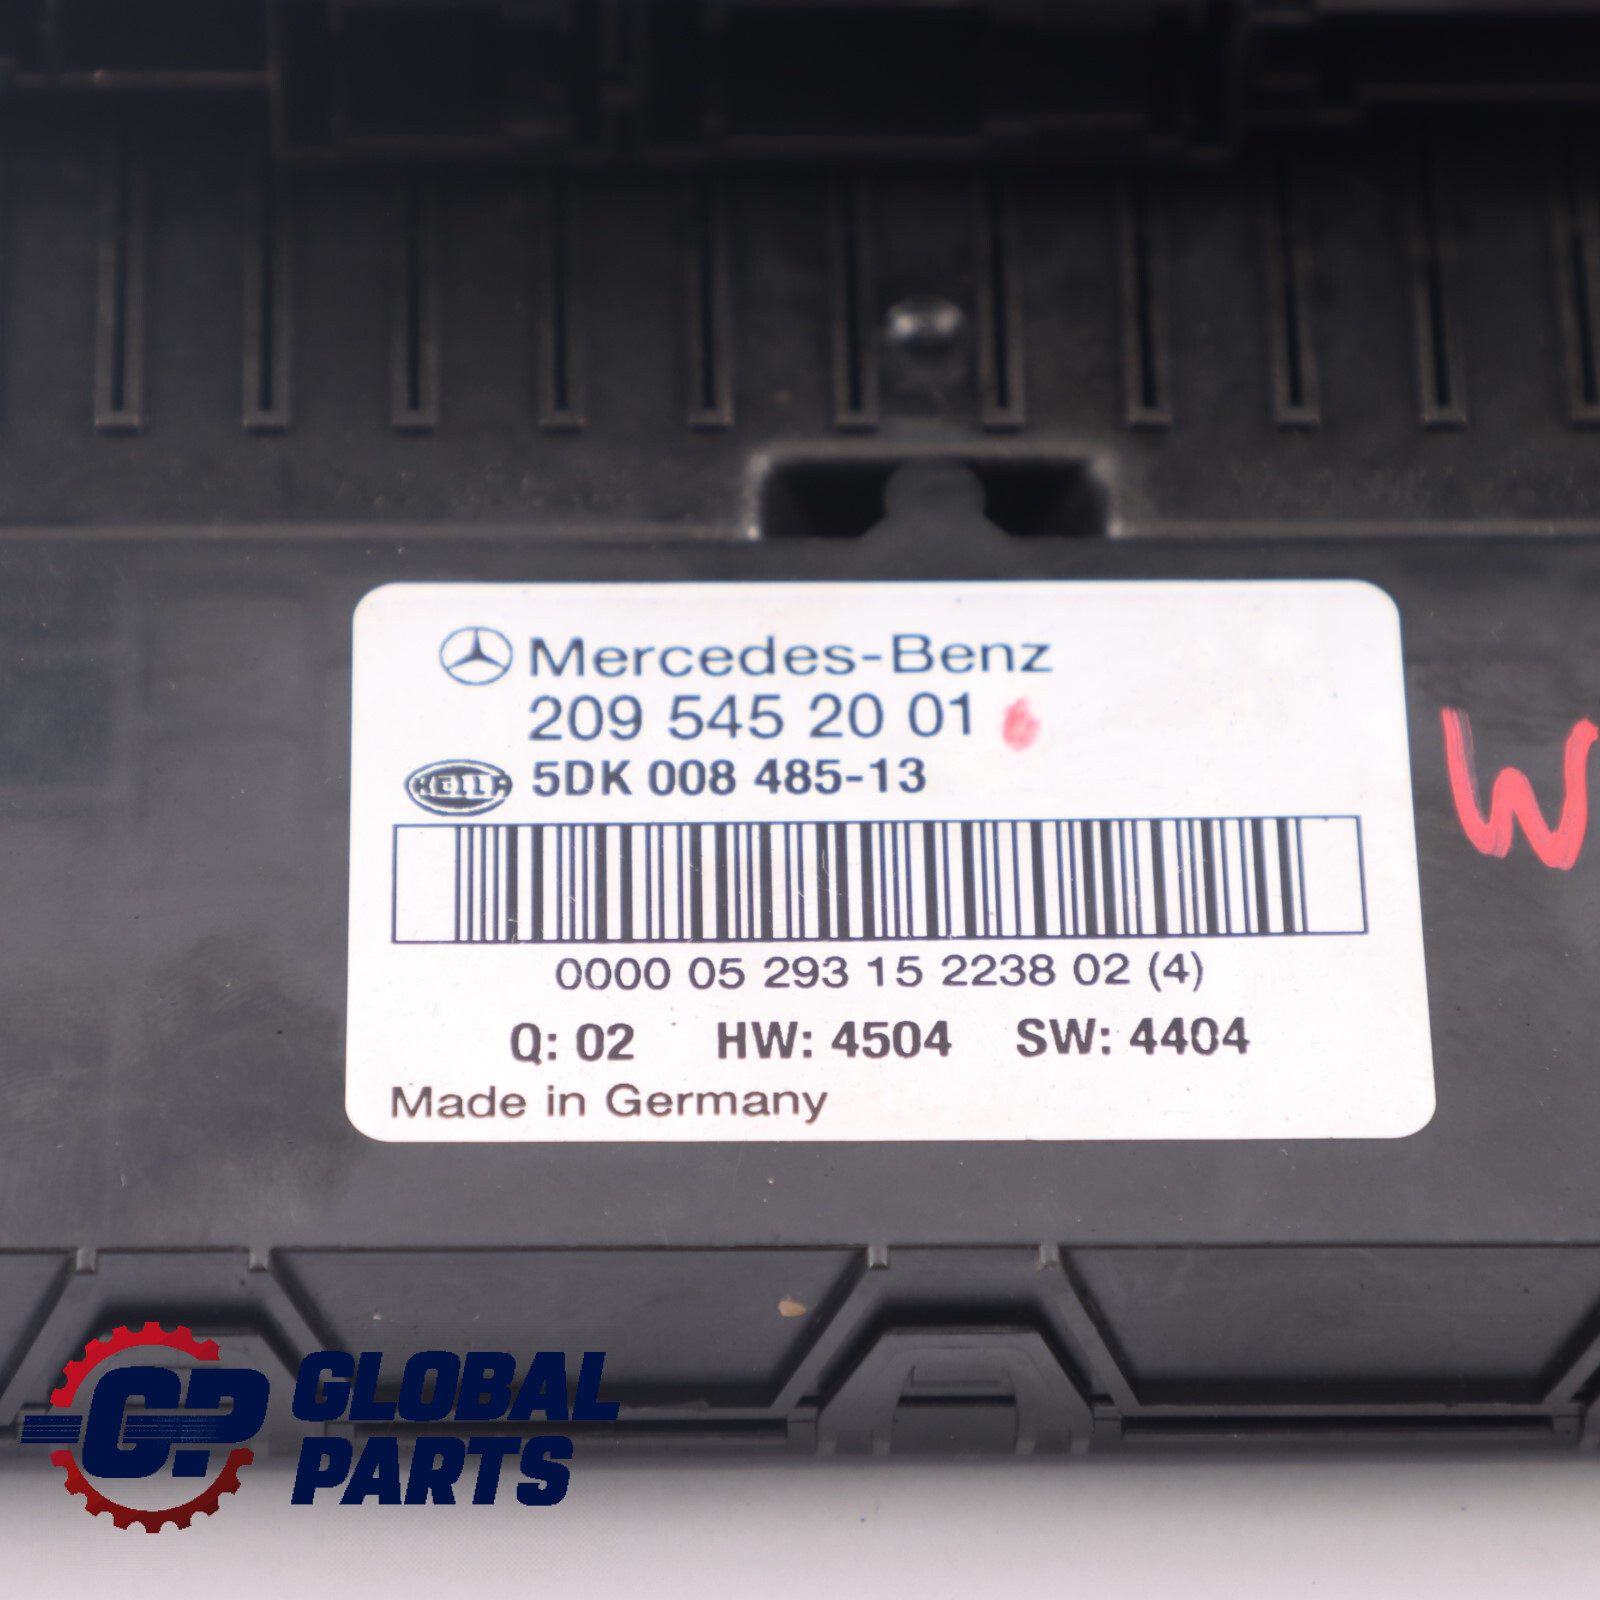 Mercedes-Benz
209 545 20 01
HELLA 5DK 008 485-13
0000 05 293 15 2238 02 (4)
Q: 02 HW: 4504 SW: 4404
Made in Germany
W
GP GLOBAL
PARTS